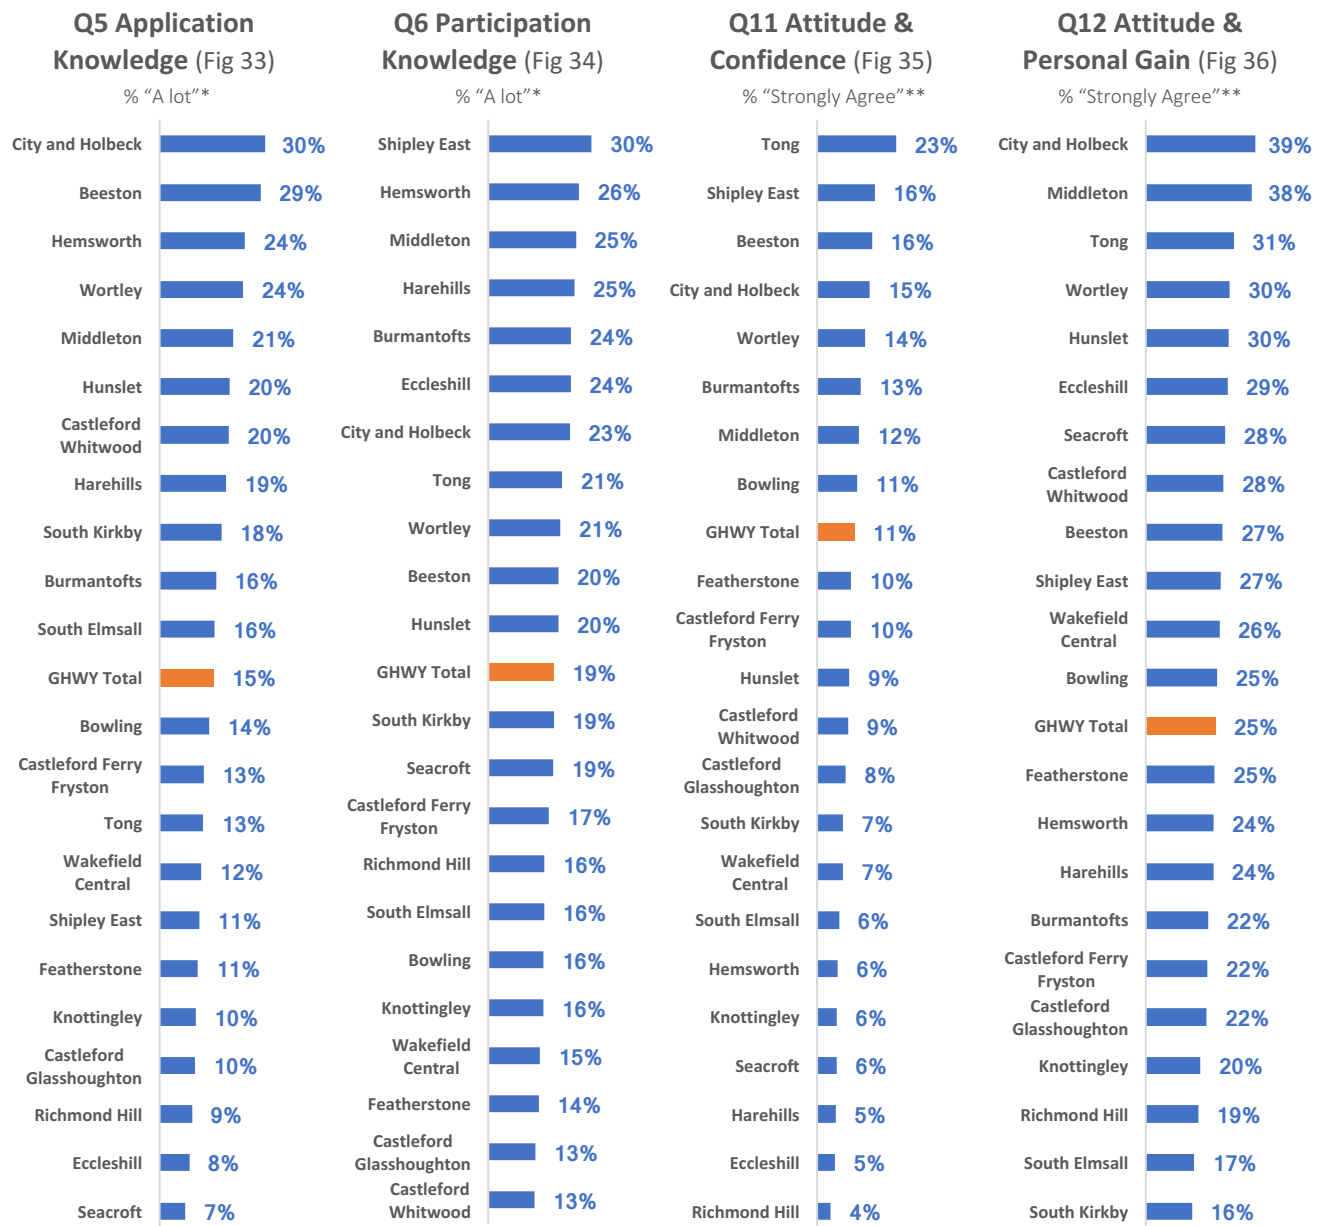 Q5 Application
Knowledge (Fig 33)
% “A lot”*
City and Holbeck 30%
Beeston 29%
Hemsworth 24%
Wortley 24%
Middleton 21%
Hunslet 20%
Castleford
Whitwood 20%
Harehills 19%
South Kirkby 18%
Burmantofts 16%
South Elmsall 16%
GHWY Total 15%
Bowling 14%
Castleford Ferry
Fryston 13%
Tong 13%
Wakefield
Central 12%
Shipley East 11%
Featherstone 11%
Knottingley 10%
Castleford
Glasshoughton 10%
Richmond Hill 9%
Eccleshill 8%
Seacroft 7%
Q6 Participation
Knowledge (Fig 34)
% “A lot”*
Shipley East 30%
Hemsworth 26%
Middleton 25%
Harehills 25%
Burmantofts 24%
Eccleshill 24%
City and Holbeck 23%
Tong 21%
Wortley 21%
Beeston 20%
Hunslet 20%
GHWY Total 19%
South Kirkby 19%
Seacroft 19%
Castleford Ferry
Fryston 17%
Richmond Hill 16%
South Elmsall 16%
Bowling 16%
Knottingley 16%
Wakefield
Central 15%
Featherstone 14%
Castleford
Glasshoughton 13%
Castleford
Whitwood 13%
Q11 Attitude &
Confidence (Fig 35)
% “Strongly Agree”**
Tong 23%
Shipley East 16%
Beeston 16%
City and Holbeck 15%
Wortley 14%
Burmantofts 13%
Middleton 12%
Bowling 11%
GHWY Total 11%
Featherstone 10%
Castleford Ferry
Fryston 10%
Hunslet 9%
Castleford
Whitwood 9%
Castleford
Glasshoughton 8%
South Kirkby 7%
Wakefield
Central 7%
South Elmsall 6%
Hemsworth 6%
Knottingley 6%
Seacroft 6%
Harehills 5%
Eccleshill 5%
Richmond Hill 4%
Q12 Attitude &
Personal Gain (Fig 36)
% “Strongly Agree”**
City and Holbeck 39%
Middleton 38%
Tong 31%
Wortley 30%
Hunslet 30%
Eccleshill 29%
Seacroft 28%
Castleford
Whitwood 28%
Beeston 27%
Shipley East 27%
Wakefield
Central 26%
Bowling 25%
GHWY Total 25%
Featherstone 25%
Hemsworth 24%
Harehills 24%
Burmantofts 22%
Castleford Ferry
Fryston 22%
Castleford
Glasshoughton 22%
Knottingley 20%
Richmond Hill 19%
South Elmsall 17%
South Kirkby 16%